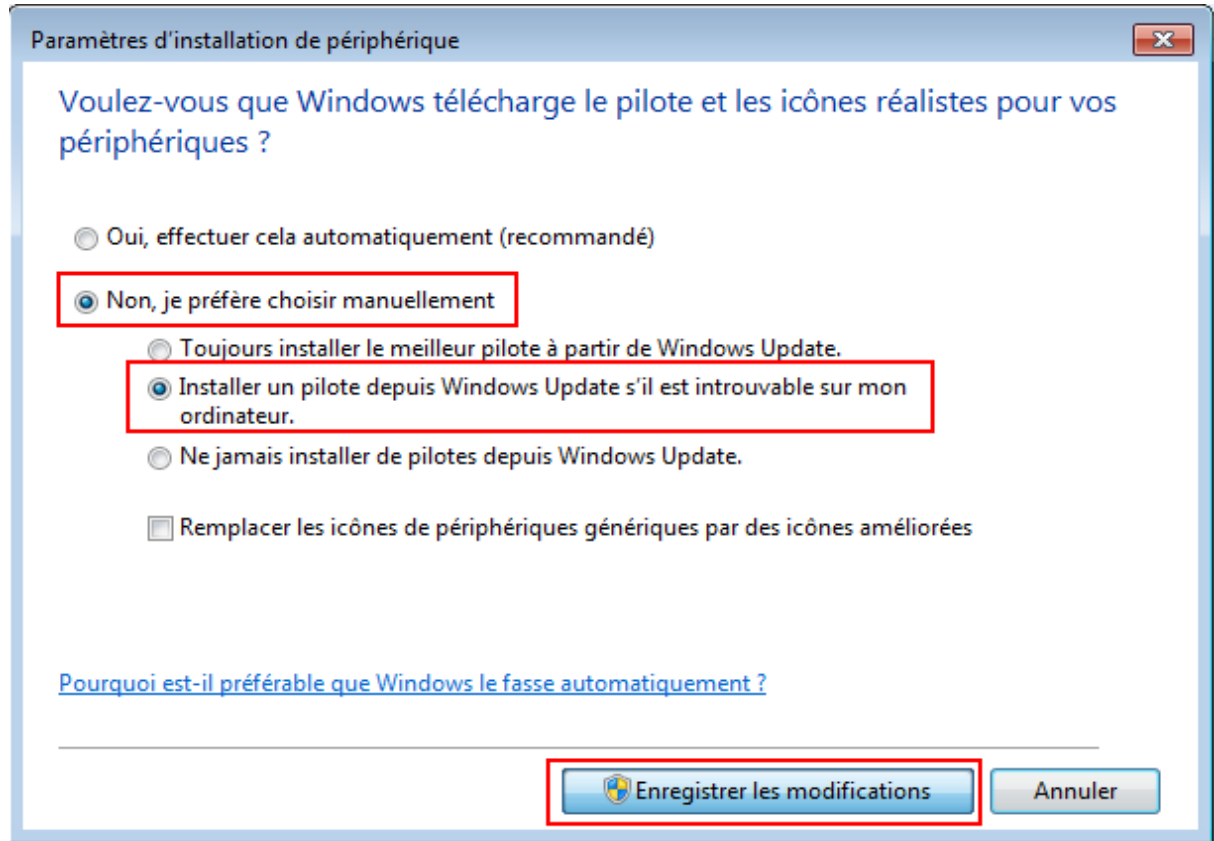 Paramètres d'installation de périphérique
Voulez-vous que Windows télécharge le pilote et les icônes réalistes pour vos
périphériques ?
Oui, effectuer cela automatiquement (recommandé)
Non, je préfère choisir manuellement
Toujours installer le meilleur pilote à partir de Windows Update.
Installer un pilote depuis Windows Update s'il est introuvable sur mon
ordinateur.
Ne jamais installer de pilotes depuis Windows Update.
Remplacer les icônes de périphériques génériques par des icônes améliorées
Pourquoi est-il préférable que Windows le fasse automatiquement ?
Enregistrer les modifications
Annuler